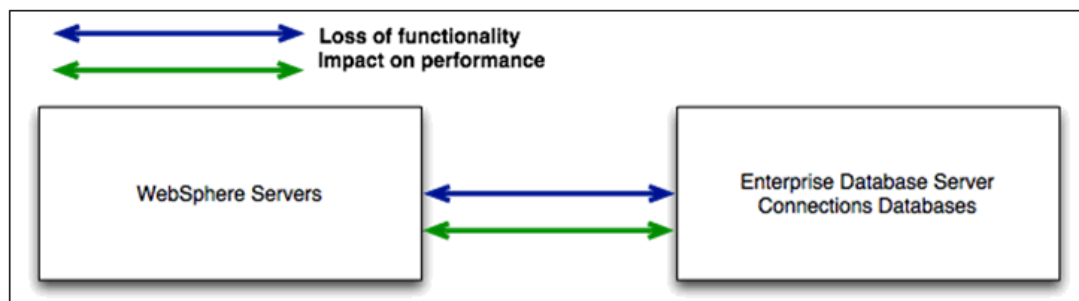 Loss of functionality
Impact on performance
WebSphere Servers
Enterprise Database Server
Connections Databases